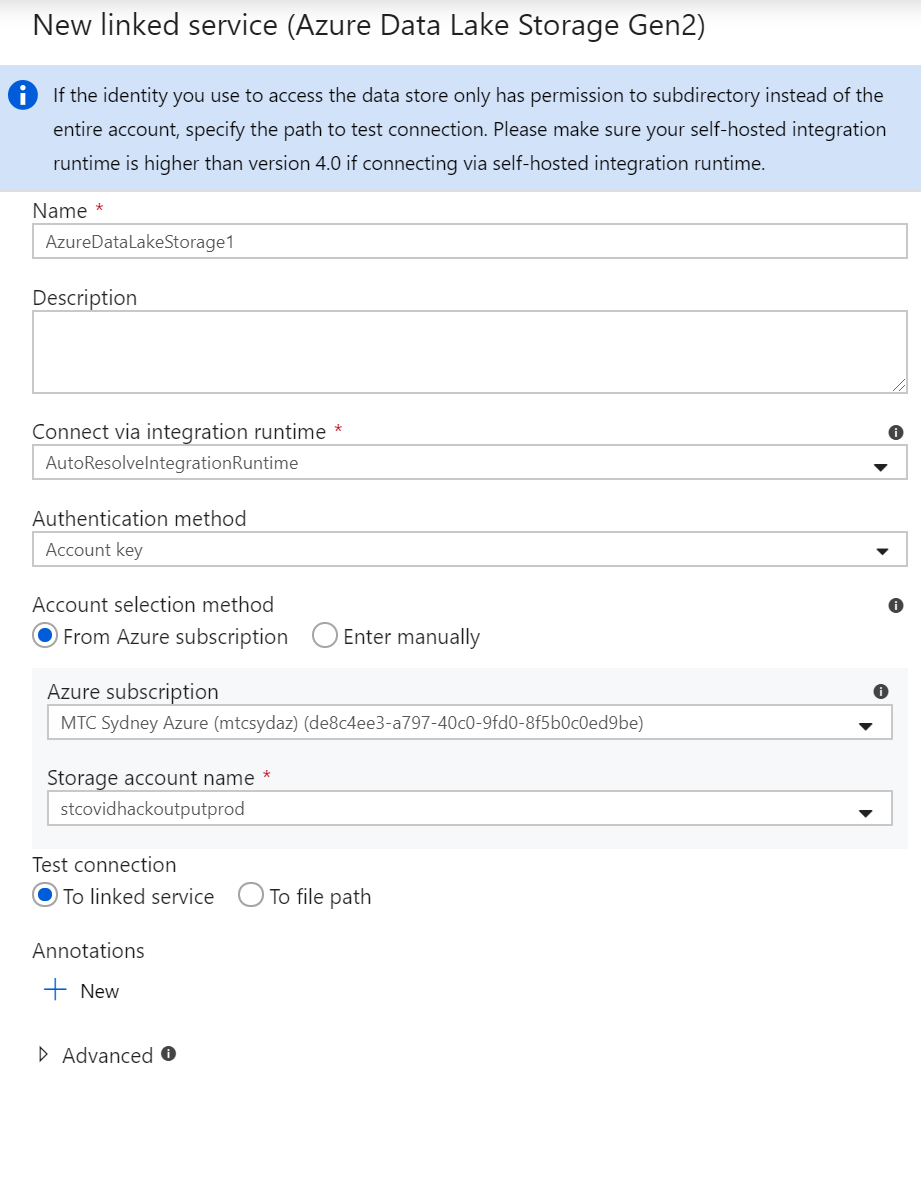 New linked service (Azure Data Lake Storage Gen2)
If the identity you use to access the data store only has permission to subdirectory instead of the
entire account, specify the path to test connection. Please make sure your self-hosted integration
runtime is higher than version 4.0 if connecting via self-hosted integration runtime.
Name *
AzureDataLakeStorage1
Description
Connect via integration runtime *
AutoResolveIntegrationRuntime
Authentication method
Account key
Account selection method
From Azure subscription Enter manually
Azure subscription
MTC Sydney Azure (mtcsydaz) (de8c4ee3-a797-40c0-9fd0-8f5b0c0ed9be)
Storage account name *
stcovidhackoutputprod
Test connection
To linked service To file path
Annotations
New
Advanced